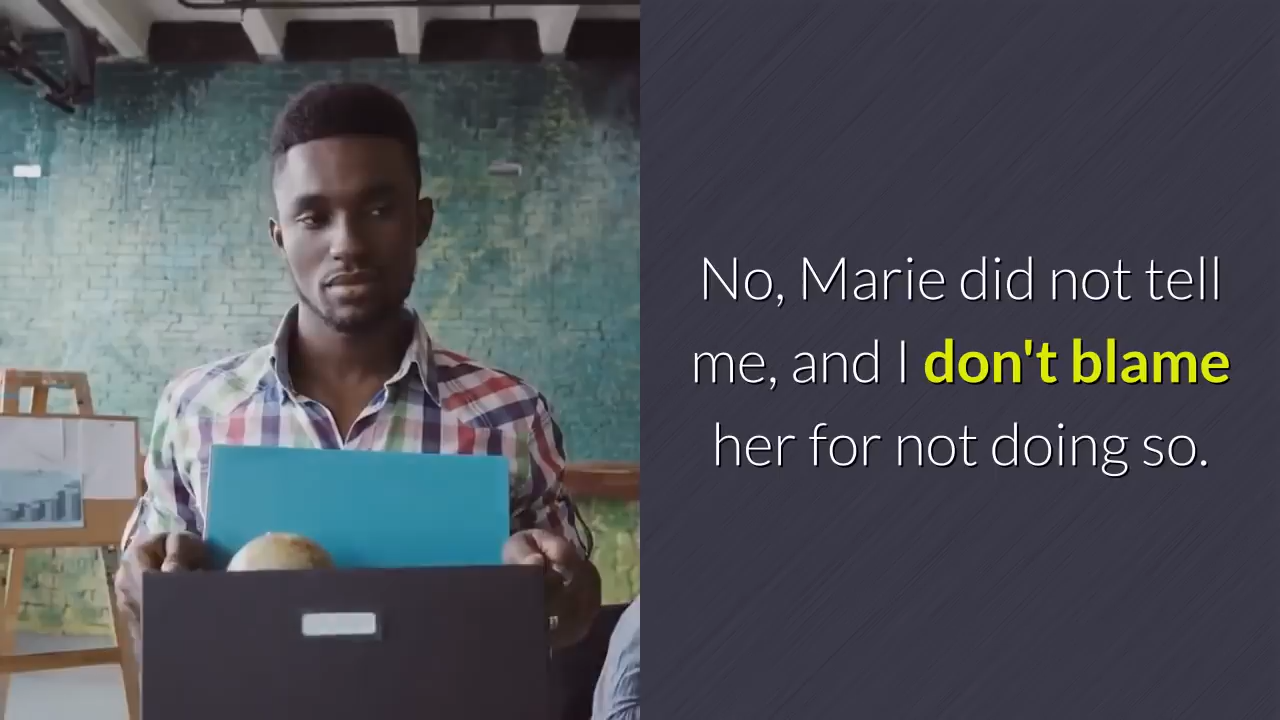 No, Marie did not tell
me, and I don't blame
her for not doing so.